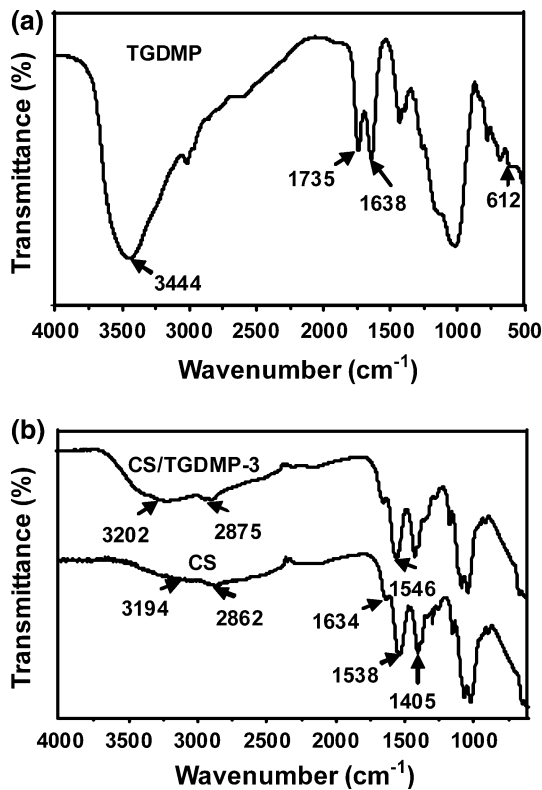 (a)
TGDMP
Transmittance (%)
1735
1638
612
3444
4000 3500 3000 2500 2000 1500 1000 500
Wavenumber (cm-1)
(b)
CS/TGDMP-3
Transmittance (%)
3202
2875
CS
1546
3194
2862
1634
1538
1405
4000 3500 3000 2500 2000 1500 1000
Wavenumber (cm-1)